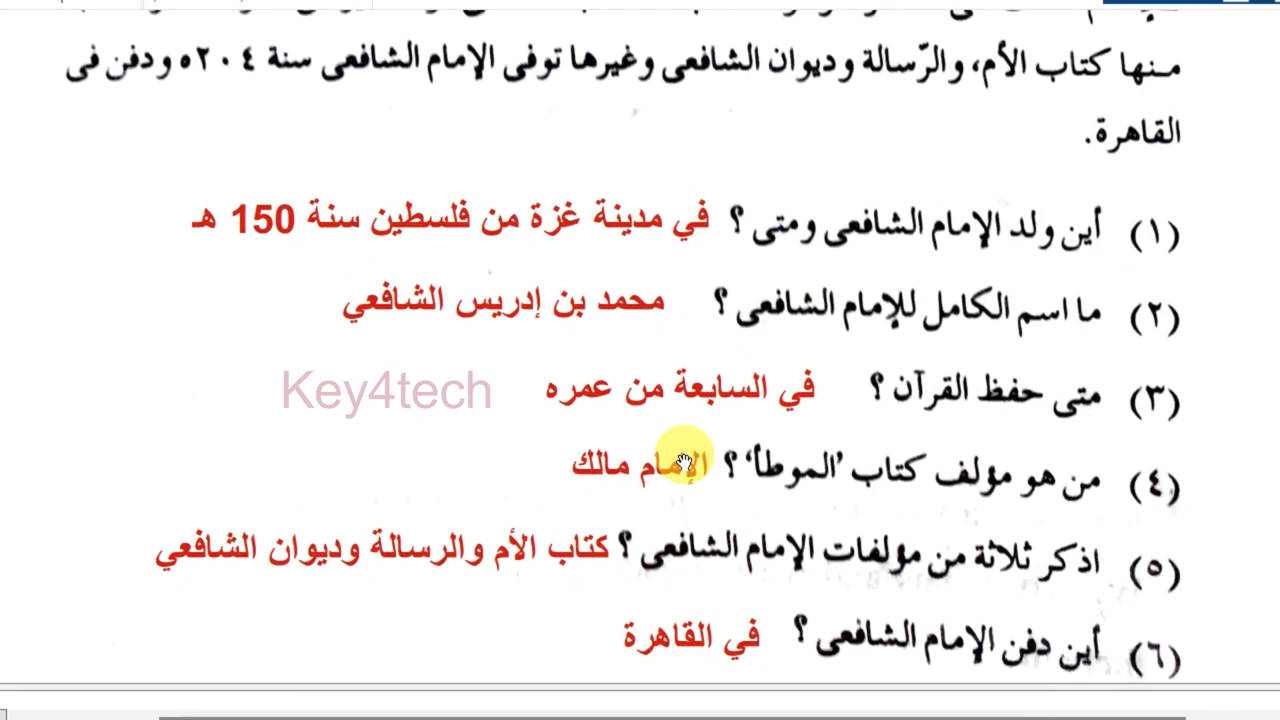 منها كتاب الأم، والرّسالة وديوان الشافعى وغيرها توفى الإمام الشافعى سنة ٢٠٤ه ودفن فى
القاهرة.
(١) أين ولد الإمام الشافعى ومتى ؟ في مدينة غزة من فلسطين سنة 150 هـ
(٢) ما اسم الكامل للإمام الشافعى ؟ محمد بن إدريس الشافعي
(٣) متى حفظ القرآن ؟ في السابعة من عمره
Key4tech
(٤) من هو مؤلف كتاب 'الموطأ' ؟ الإمام مالك
(٥) اذكر ثلاثة من مؤلفات الإمام الشافعى ؟ كتاب الأم والرسالة وديوان الشافعي
(٦) أين دفن الإمام الشافعى ؟ في القاهرة